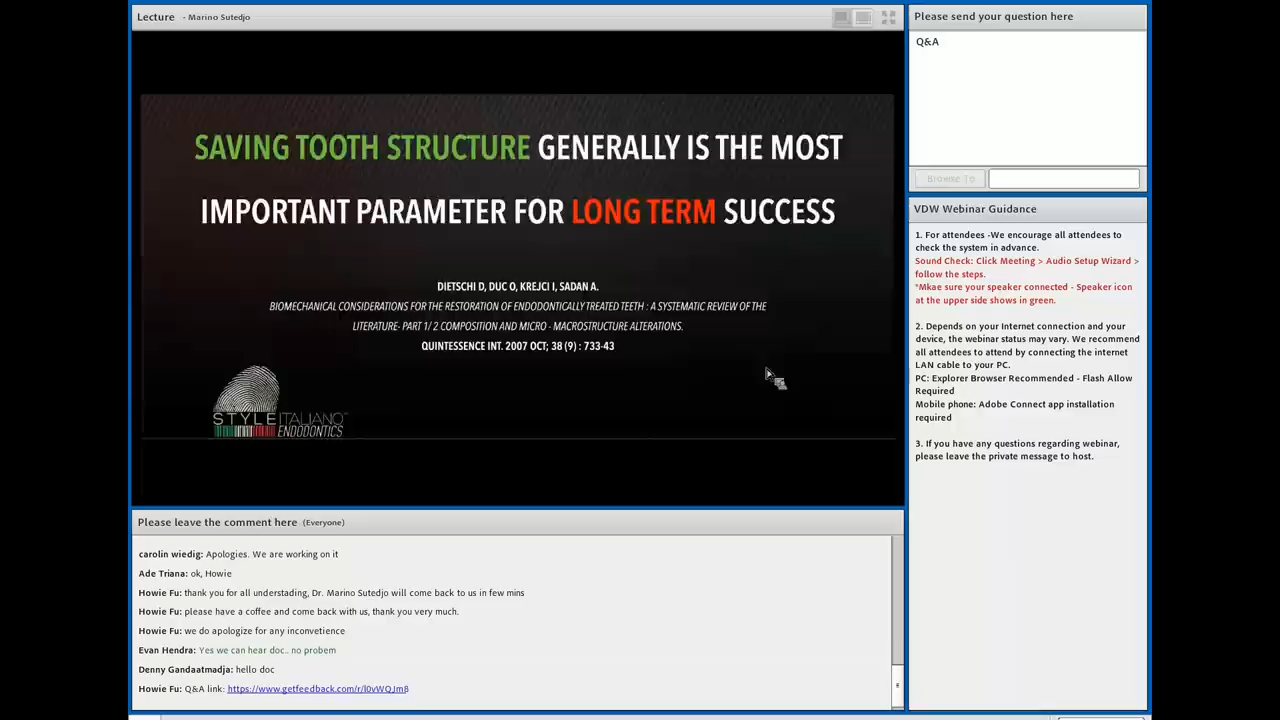 Lecture - Marino Sutedjo
SAVING TOOTH STRUCTURE GENERALLY IS THE MOST
IMPORTANT PARAMETER FOR LONG TERM SUCCESS
DIETSCHI D, DUC O, KREJCI I, SADAN A.
BIOMECHANICAL CONSIDERATIONS FOR THE RESTORATION OF ENDODONTICALLY TREATED TEETH : A SYSTEMATIC REVIEW OF THE
LITERATURE- PART 1/ 2 COMPOSITION AND MICRO - MACROSTRUCTURE ALTERATIONS.
QUINTESSENCE INT. 2007 OCT; 38 (9) : 733-43
STYLEITALIANO
ENDODONTICS
Please leave the comment here (Everyone)
carolin wiedig: Apologies. We are working on it
Ade Triana: ok, Howie
Howie Fu: thank you for all understading, Dr. Marino Sutedjo will come back to us in few mins
Howie Fu: please have a coffee and come back with us, thank you very much.
Howie Fu: we do apologize for any inconvetience
Evan Hendra: Yes we can hear doc.. no probem
Denny Gandaatmadja: hello doc
Howie Fu: Q&A link: https://www.getfeedback.com/r/l0vWQJm8
Please send your question here
Q&A
Browse To
VDW Webinar Guidance
1. For attendees -We encourage all attendees to
check the system in advance.
Sound Check: Click Meeting > Audio Setup Wizard >
follow the steps.
*Mkae sure your speaker connected - Speaker icon
at the upper side shows in green.
2. Depends on your Internet connection and your
device, the webinar status may vary. We recommend
all attendees to attend by connecting the internet
LAN cable to your PC.
PC: Explorer Browser Recommended - Flash Allow
Required
Mobile phone: Adobe Connect app installation
required
3. If you have any questions regarding webinar,
please leave the private message to host.